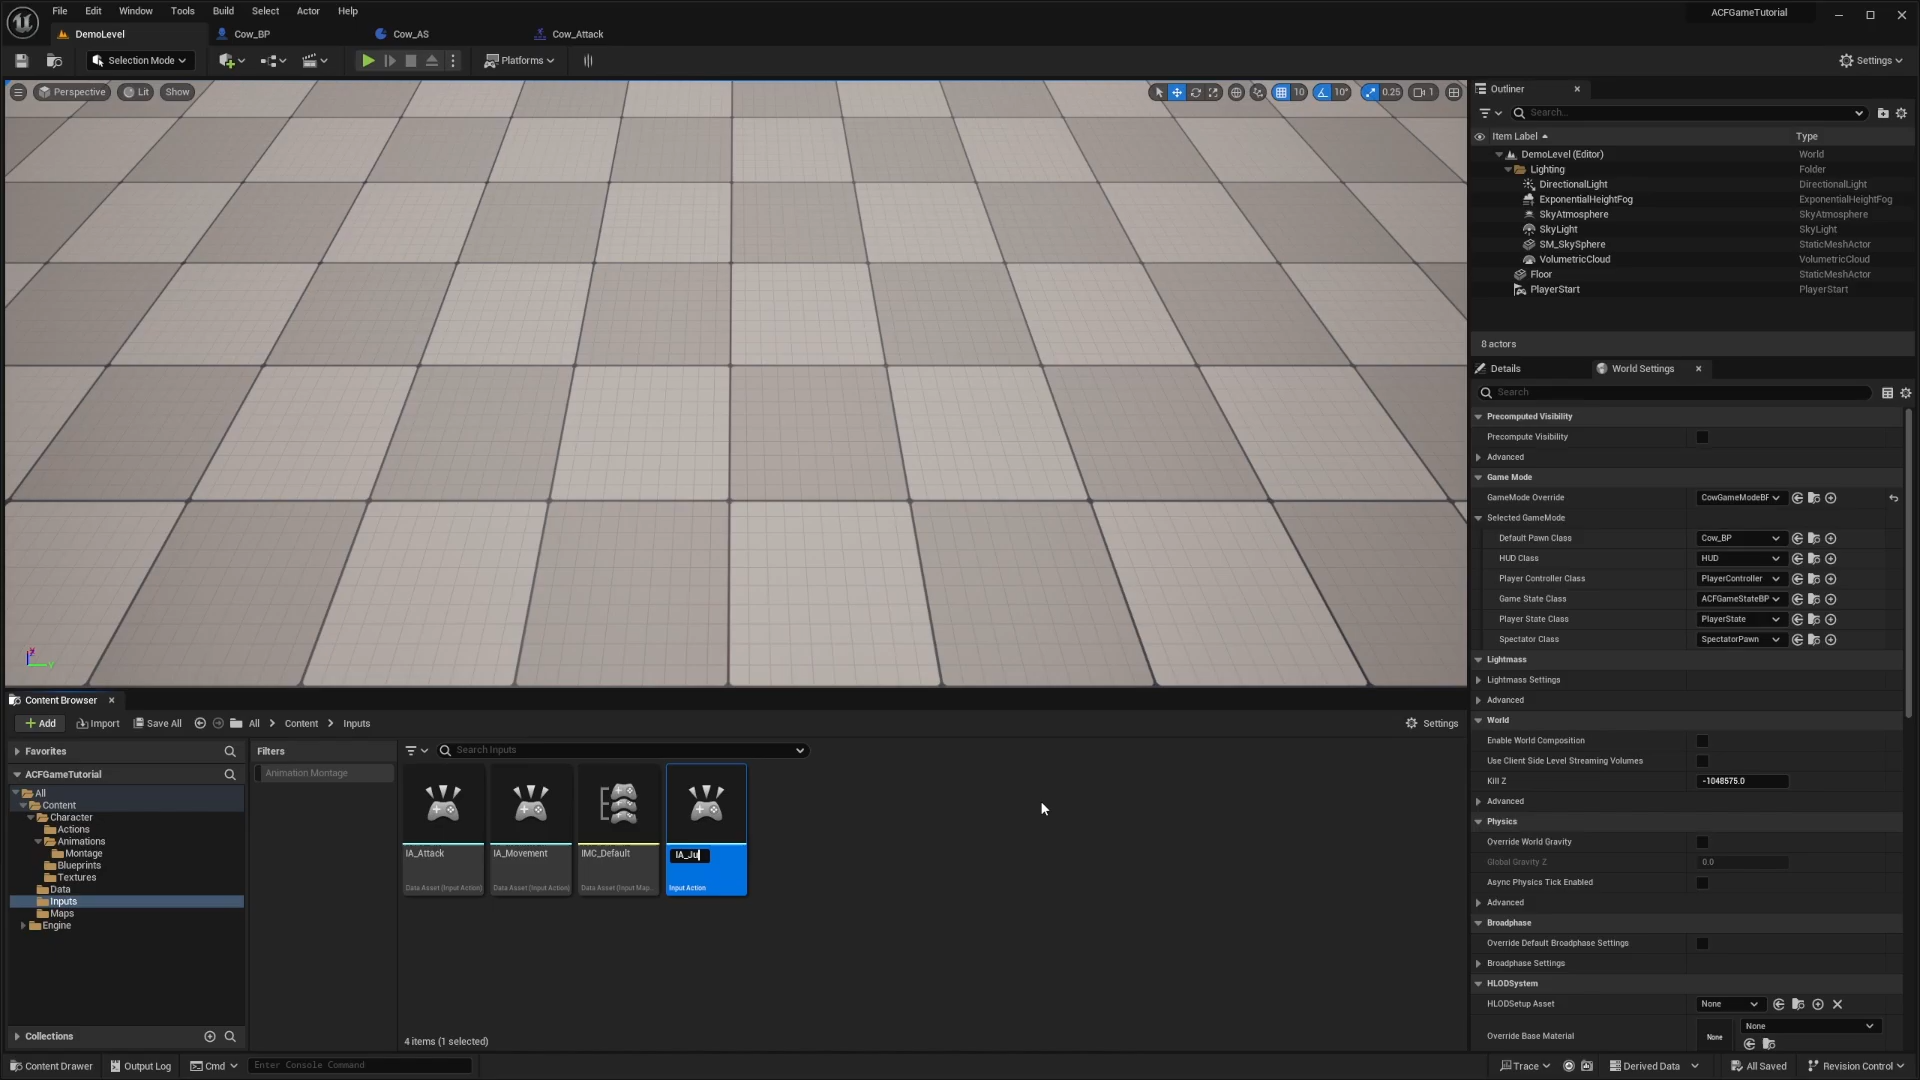 File Edit Window Tools Build Select Actor Help
ACFGameTutorial
DemoLevel
Cow_BP
Cow_AS
Cow_Attack
Selection Mode
Platforms
Settings
Perspective
Lit
Show
10
10°
0.25
1
Outliner
Search...
Item Label
Type
DemoLevel (Editor) World
Lighting Folder
DirectionalLight DirectionalLight
ExponentialHeightFog ExponentialHeightFog
SkyAtmosphere SkyAtmosphere
SkyLight SkyLight
SM_SkySphere StaticMeshActor
VolumetricCloud VolumetricCloud
Floor StaticMeshActor
PlayerStart PlayerStart
8 actors
Details
World Settings
Search
Precomputed Visibility
Precompute Visibility
Advanced
Game Mode
GameMode Override CowGameModeBF
Selected GameMode
Default Pawn Class Cow_BP
HUD Class HUD
Player Controller Class PlayerController
Game State Class ACFGameStateBP
Player State Class PlayerState
Spectator Class SpectatorPawn
Lightmass
Lightmass Settings
Advanced
World
Enable World Composition
Use Client Side Level Streaming Volumes
Kill Z -1048575.0
Advanced
Physics
Override World Gravity
Global Gravity Z 0.0
Async Physics Tick Enabled
Advanced
Broadphase
Override Default Broadphase Settings
Broadphase Settings
HLODSystem
HLODSetup Asset None
Override Base Material None None
Content Browser
Add Import Save All All Content Inputs
Settings
Favorites
ACFGameTutorial
All
Content
Character
Actions
Animations
Montage
Blueprints
Textures
Data
Inputs
Maps
Engine
Collections
Filters
Animation Montage
Search Inputs
IA_Attack
Data Asset (Input Action)
IA_Movement
Data Asset (Input Action)
IMC_Default
Data Asset (Input Map...
IA_Ju
Input Action
4 items (1 selected)
Content Drawer Output Log Cmd Enter Console Command
Trace Derived Data All Saved Revision Control